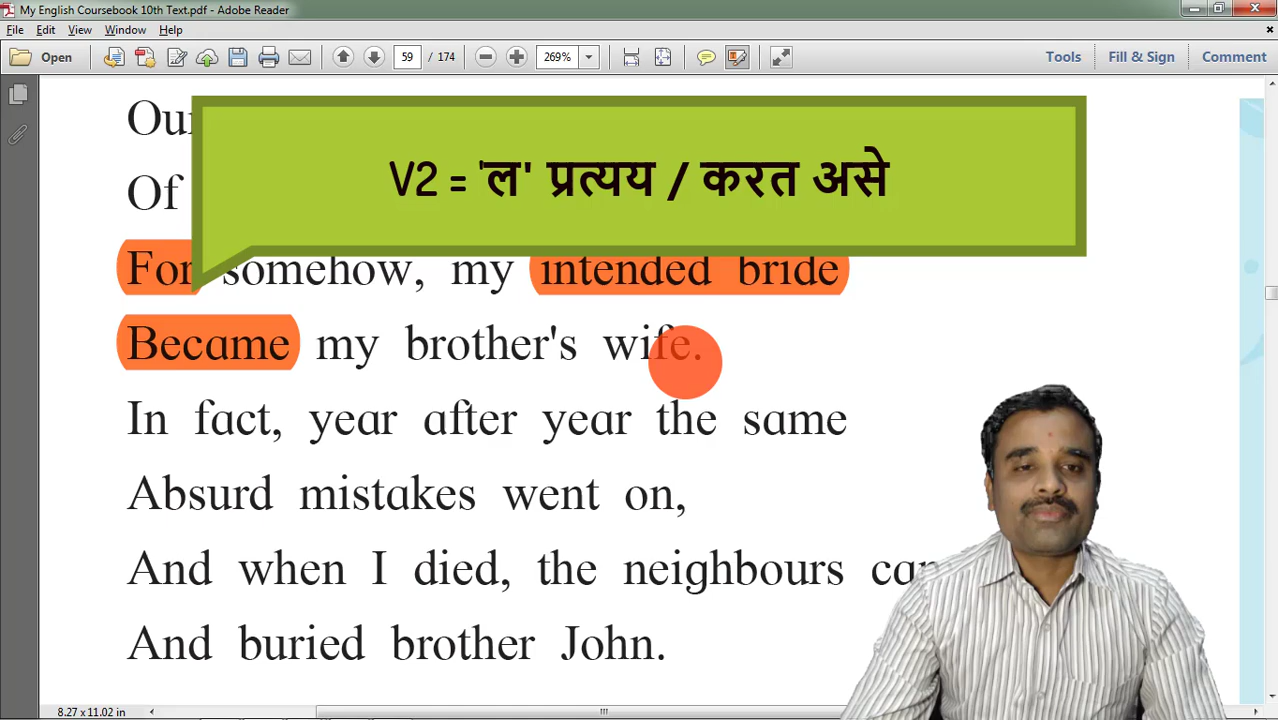 My English Coursebook 10th Text.pdf - Adobe Reader
File Edit View Window Help
Open 59 / 174 269% Tools Fill & Sign Comment
V2 = 'ल' प्रत्यय / करत असे
Of
For somehow, my intended bride
Became my brother's wife.
In fact, year after year the same
Absurd mistakes went on,
And when I died, the neighbours
And buried brother John.
8.27 x 11.02 in